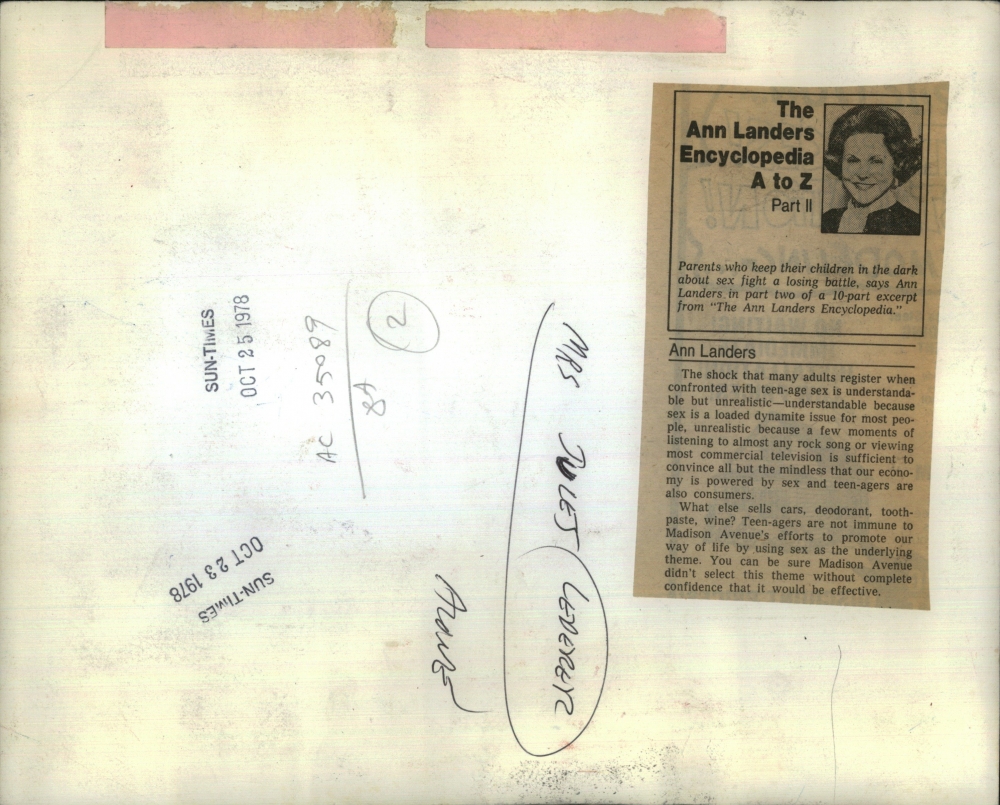 SUN-TIMES
OCT 25 1978
AC 35089
8A
2
MRS JULES LEDERER
SUN-TIMES
OCT 23 1978
The
Ann Landers
Encyclopedia
A to Z
Part II
Parents who keep their children in the dark
about sex fight a losing battle, says Ann
Landers in part two of a 10-part excerpt
from "The Ann Landers Encyclopedia."
Ann Landers
The shock that many adults register when
confronted with teen-age sex is understanda-
ble but unrealistic—understandable because
sex is a loaded dynamite issue for most peo-
ple, unrealistic because a few moments of
listening to almost any rock song or viewing
most commercial television is sufficient to
convince all but the mindless that our econo-
my is powered by sex and teen-agers are
also consumers.
What else sells cars, deodorant, tooth-
paste, wine? Teen-agers are not immune to
Madison Avenue's efforts to promote our
way of life by using sex as the underlying
theme. You can be sure Madison Avenue
didn't select this theme without complete
confidence that it would be effective.